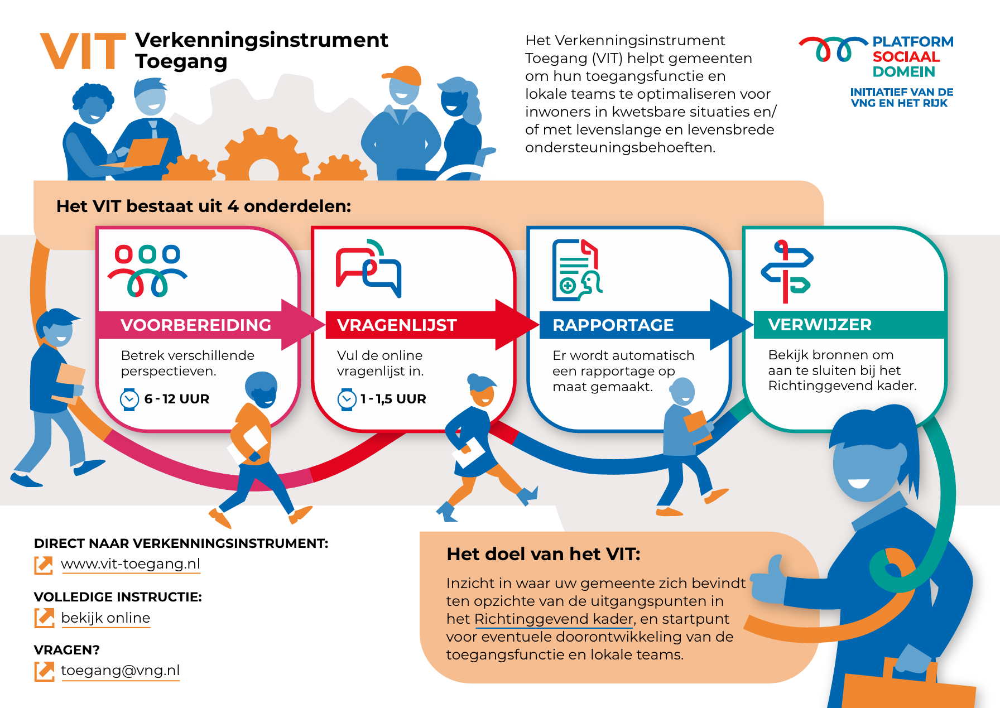 VIT Verkenningsinstrument
Toegang
Het Verkenningsinstrument
Toegang (VIT) helpt gemeenten
om hun toegangsfunctie en
lokale teams te optimaliseren voor
inwoners in kwetsbare situaties en/
of met levenslange en levensbrede
ondersteuningsbehoeften.
PLATFORM
SOCIAAL
DOMEIN
INITIATIEF VAN DE
VNG EN HET RIJK
Het VIT bestaat uit 4 onderdelen:
VOORBEREIDING
Betrek verschillende
perspectieven.
6 - 12 UUR
VRAGENLIJST
Vul de online
vragenlijst in.
1 - 1,5 UUR
RAPPORTAGE
Er wordt automatisch
een rapportage op
maat gemaakt.
VERWIJZER
Bekijk bronnen om
aan te sluiten bij het
Richtinggevend kader.
DIRECT NAAR VERKENNINGSINSTRUMENT:
www.vit-toegang.nl
VOLLEDIGE INSTRUCTIE:
bekijk online
VRAGEN?
toegang@vng.nl
Het doel van het VIT:
Inzicht in waar uw gemeente zich bevindt
ten opzichte van de uitgangspunten in
het Richtinggevend kader, en startpunt
voor eventuele doorontwikkeling van de
toegangsfunctie en lokale teams.